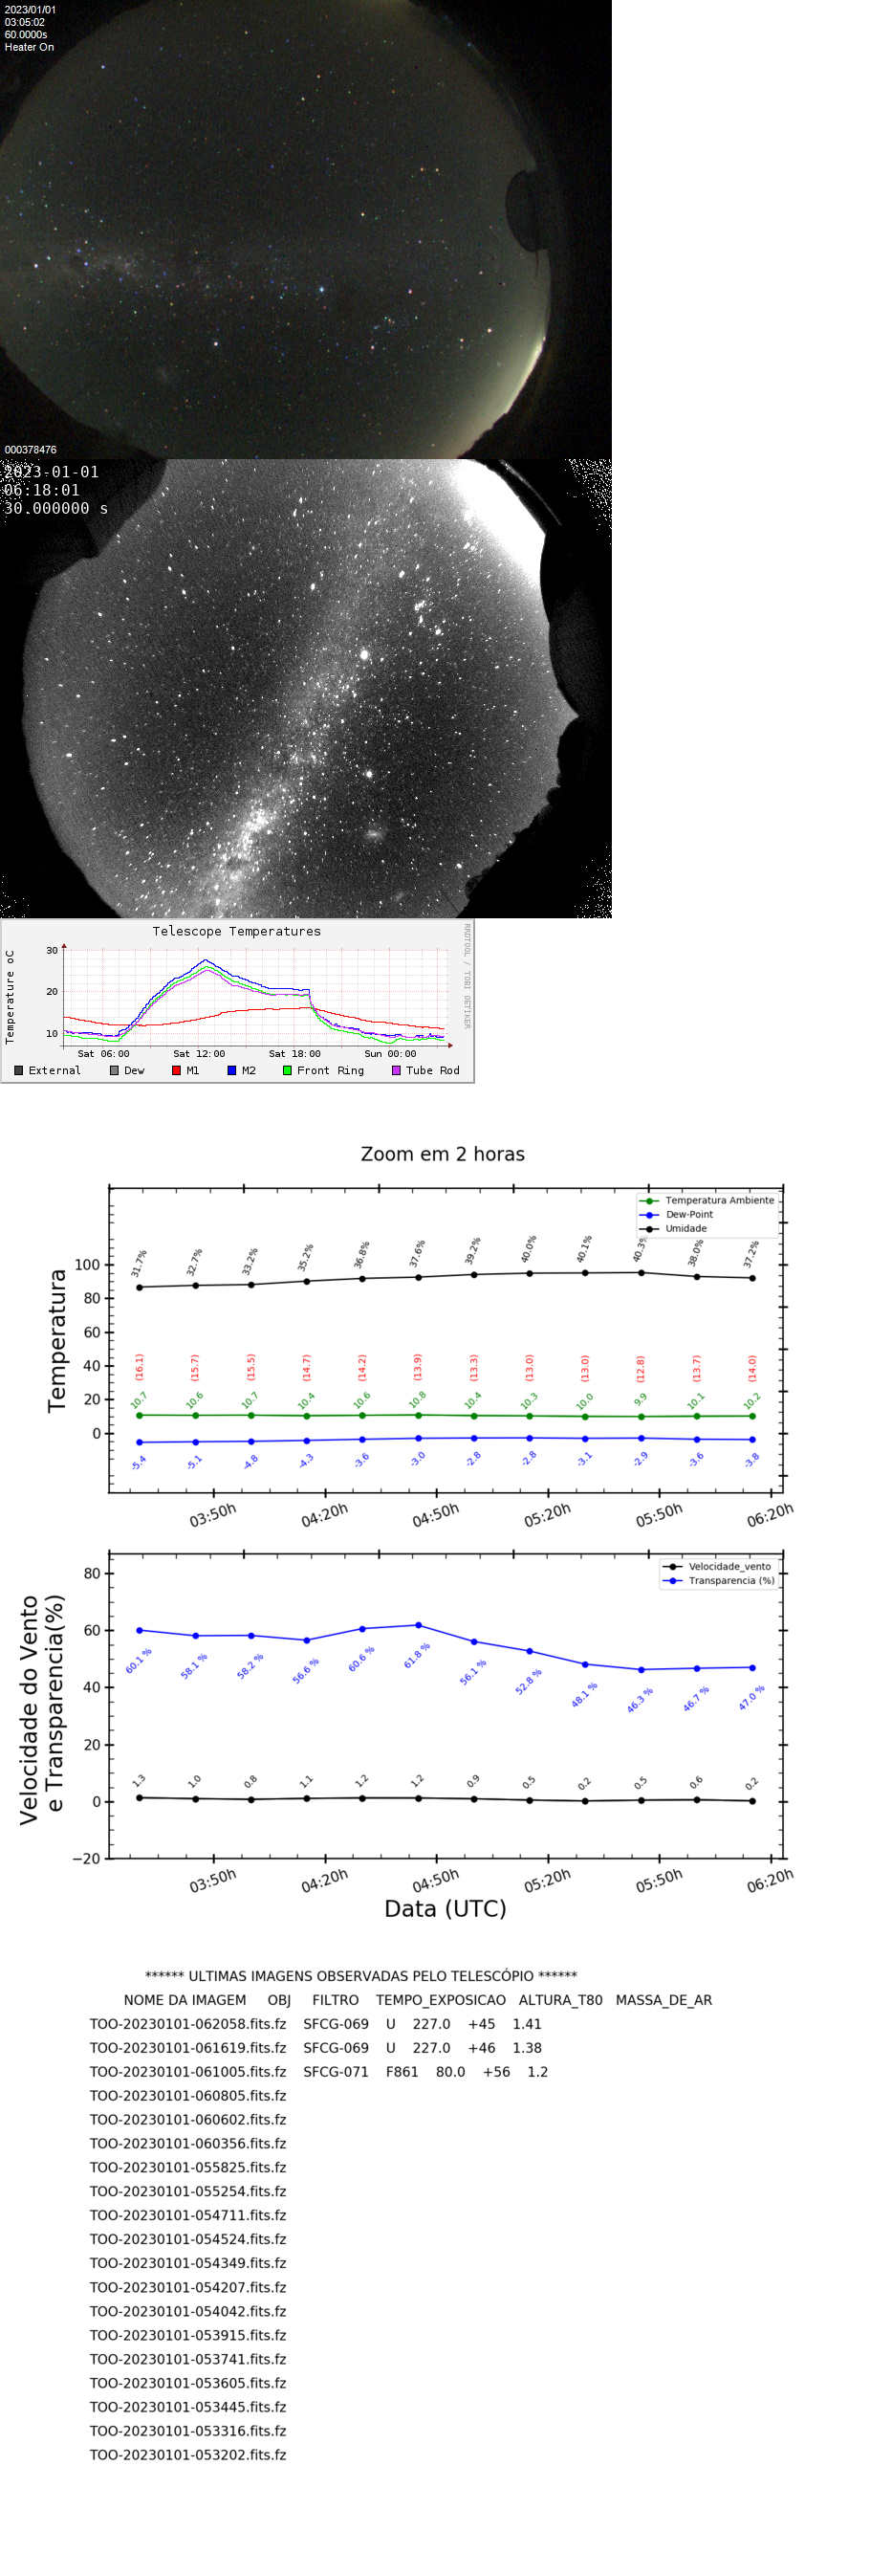 2023/01/01
03:05:02
60.0000s
Heater On
000378476
2023-01-01
06:18:01
30.000000 s
Telescope Temperatures
RRDTOOL / TOBI OETIKER
Temperature oC
30
20
10
Sat 06:00 Sat 12:00 Sat 18:00 Sun 00:00
External Dew M1 M2 Front Ring Tube Rod
Zoom em 2 horas
Temperatura Ambiente
Dew-Point
Umidade
Temperatura
100
80
60
40
20
0
31.7% 32.7% 33.2% 35.2% 36.8% 37.6% 39.2% 40.0% 40.1% 40.3% 38.0% 37.2%
(16.1) (15.7) (15.5) (14.7) (14.2) (13.9) (13.3) (13.0) (13.0) (12.8) (13.7) (14.0)
10.7 10.6 10.7 10.4 10.6 10.8 10.4 10.3 10.0 9.9 10.1 10.2
-5.4 -5.1 -4.8 -4.3 -3.6 -3.0 -2.8 -2.8 -3.1 -2.9 -3.6 -3.8
03:50h 04:20h 04:50h 05:20h 05:50h 06:20h
Velocidade_vento
Transparencia (%)
Velocidade do Vento
e Transparencia(%)
80
60
40
20
0
−20
60.1 % 58.1 % 58.2 % 56.6 % 60.6 % 61.8 % 56.1 % 52.8 % 48.1 % 46.3 % 46.7 % 47.0 %
1.3 1.0 0.8 1.1 1.2 1.2 0.9 0.5 0.2 0.5 0.6 0.2
03:50h 04:20h 04:50h 05:20h 05:50h 06:20h
Data (UTC)
****** ULTIMAS IMAGENS OBSERVADAS PELO TELESCÓPIO ******
NOME DA IMAGEM OBJ FILTRO TEMPO_EXPOSICAO ALTURA_T80 MASSA_DE_AR
TOO-20230101-062058.fits.fz SFCG-069 U 227.0 +45 1.41
TOO-20230101-061619.fits.fz SFCG-069 U 227.0 +46 1.38
TOO-20230101-061005.fits.fz SFCG-071 F861 80.0 +56 1.2
TOO-20230101-060805.fits.fz
TOO-20230101-060602.fits.fz
TOO-20230101-060356.fits.fz
TOO-20230101-055825.fits.fz
TOO-20230101-055254.fits.fz
TOO-20230101-054711.fits.fz
TOO-20230101-054524.fits.fz
TOO-20230101-054349.fits.fz
TOO-20230101-054207.fits.fz
TOO-20230101-054042.fits.fz
TOO-20230101-053915.fits.fz
TOO-20230101-053741.fits.fz
TOO-20230101-053605.fits.fz
TOO-20230101-053445.fits.fz
TOO-20230101-053316.fits.fz
TOO-20230101-053202.fits.fz